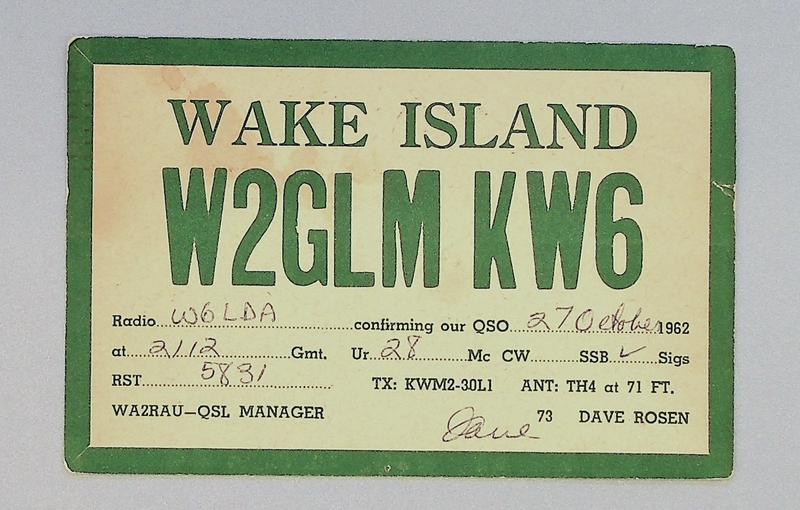 WAKE ISLAND
W2GLM KW6
Radio W6LDA confirming our QSO 27 October 1962
at 2112 Gmt. Ur 28 Mc CW SSB ✓ Sigs
RST 5831 TX: KWM2-30L1 ANT: TH4 at 71 FT.
WA2RAU—QSL MANAGER Dave 73 DAVE ROSEN